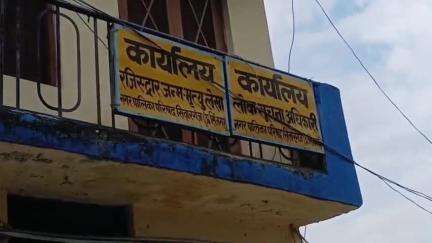 कार्यालय
रजिस्ट्रार जन्म मृत्यु लेखा
नगर पालिका परिषद
कार्यालय
लोक सूचना अधिकारी
नगर पालिका परिषद